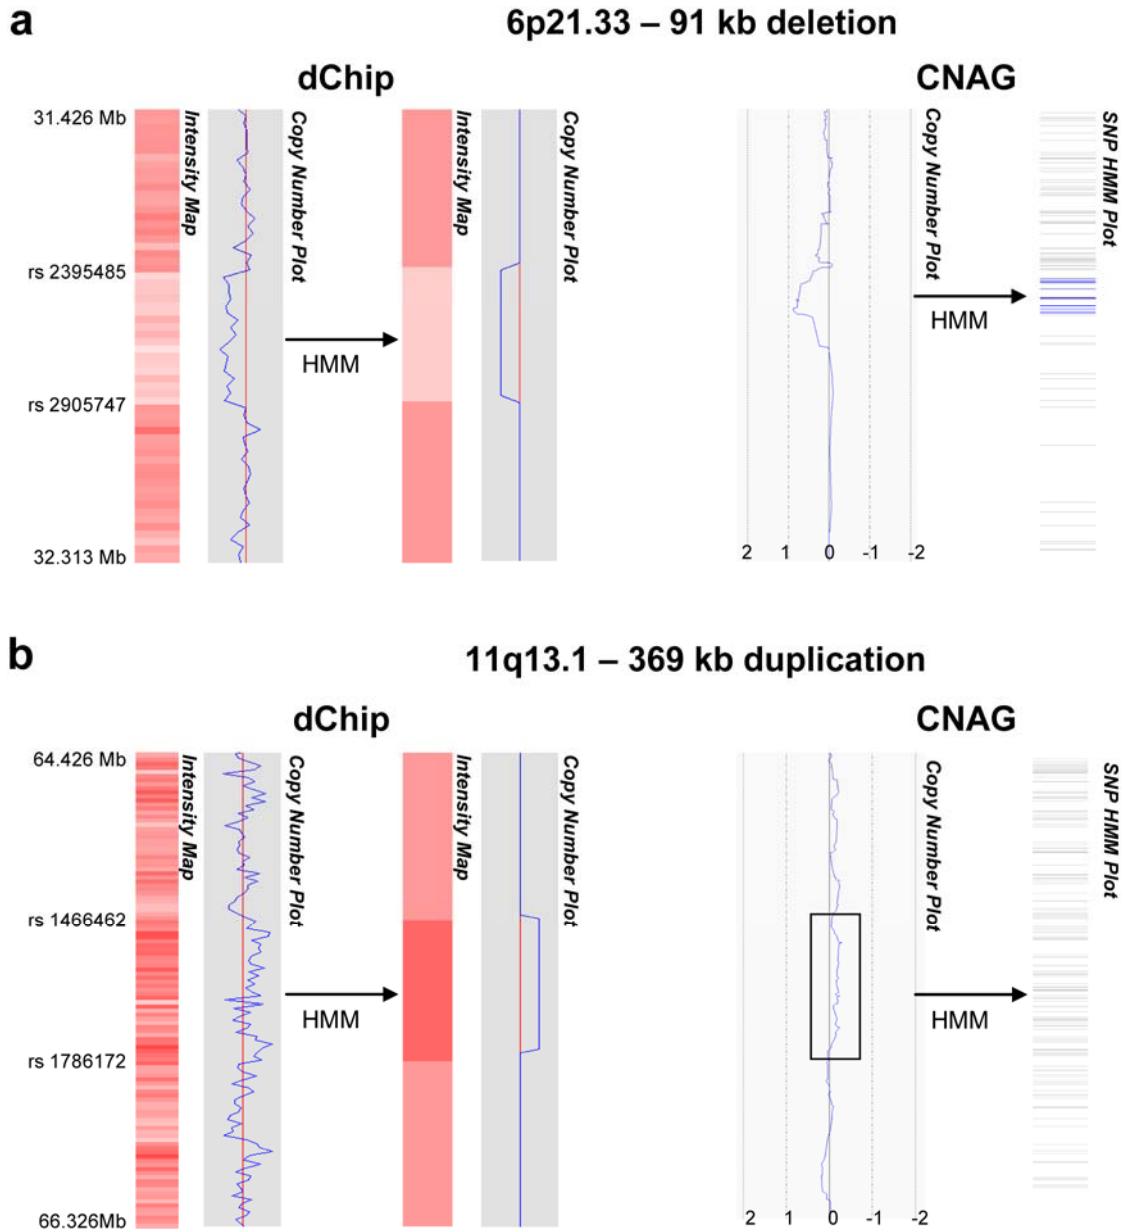 a
6p21.33 – 91 kb deletion
dChip
CNAG
31.426 Mb
rs 2395485
rs 2905747
32.313 Mb
Intensity Map
Copy Number Plot
HMM
Intensity Map
Copy Number Plot
Copy Number Plot
2 1 0 -1 -2
HMM
SNP HMM Plot
b
11q13.1 – 369 kb duplication
dChip
CNAG
64.426 Mb
rs 1466462
rs 1786172
66.326Mb
Intensity Map
Copy Number Plot
HMM
Intensity Map
Copy Number Plot
Copy Number Plot
2 1 0 -1 -2
HMM
SNP HMM Plot